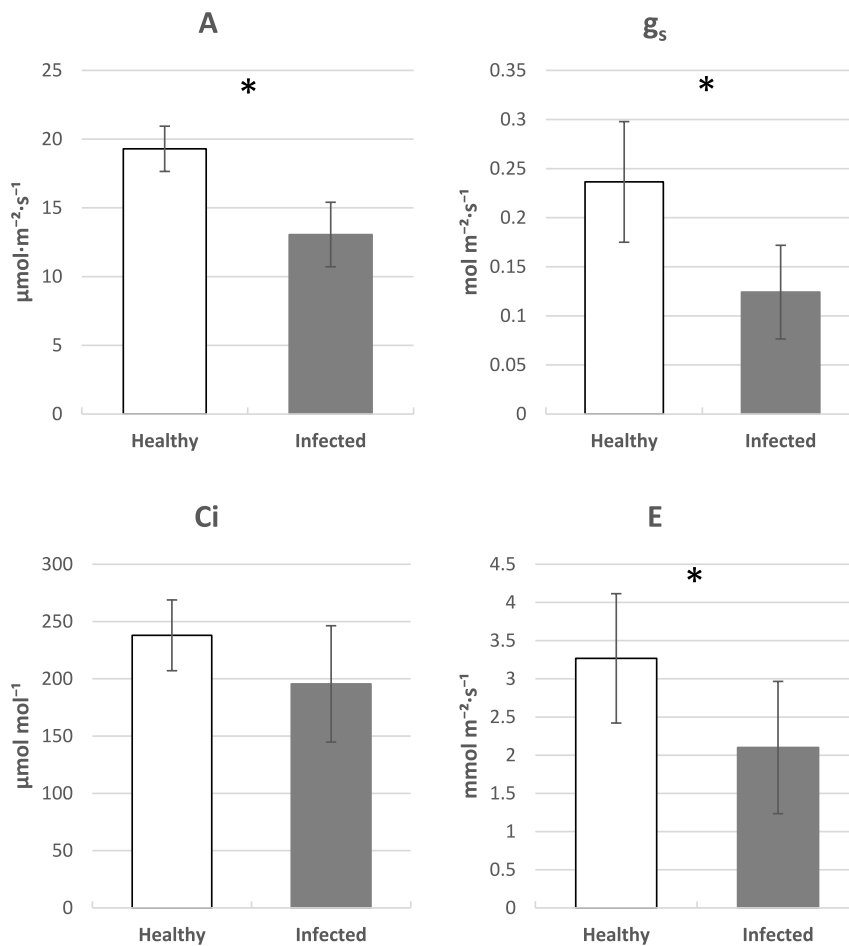 A
25
20
15
10
5
0
µmol·m⁻²·s⁻¹
*
Healthy
Infected
gₛ
0.35
0.3
0.25
0.2
0.15
0.1
0.05
0
mol m⁻²·s⁻¹
*
Healthy
Infected
Ci
300
250
200
150
100
50
0
µmol mol⁻¹
Healthy
Infected
E
4.5
4
3.5
3
2.5
2
1.5
1
0.5
0
mmol m⁻²·s⁻¹
*
Healthy
Infected